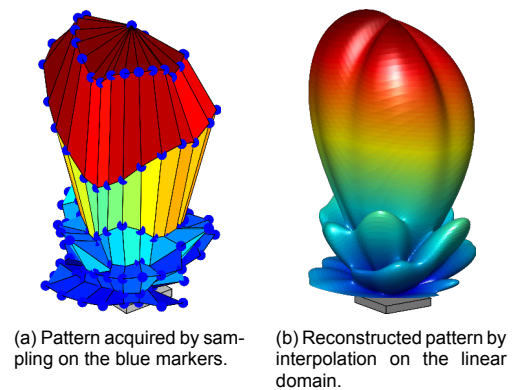 (a) Pattern acquired by sam-
pling on the blue markers.
(b) Reconstructed pattern by
interpolation on the linear
domain.